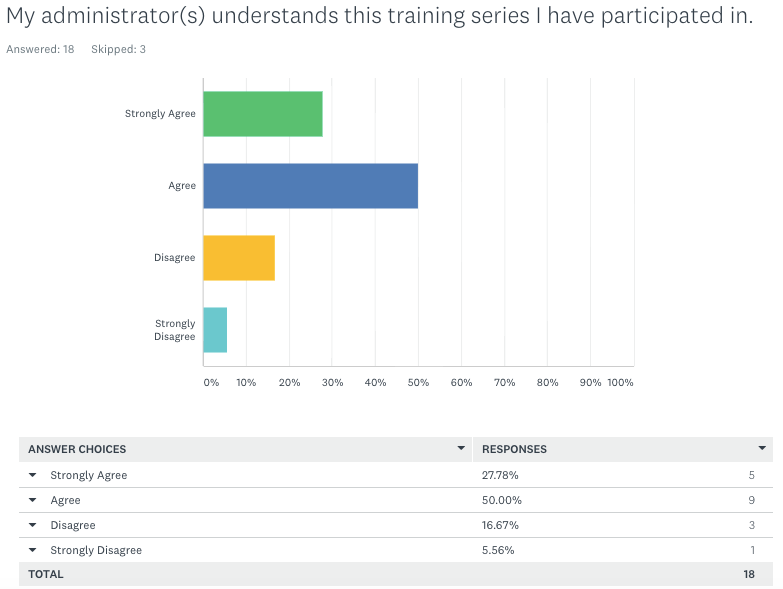 My administrator(s) understands this training series I have participated in.
Answered: 18 Skipped: 3
Strongly Agree
Agree
Disagree
Strongly
Disagree
0% 10% 20% 30% 40% 50% 60% 70% 80% 90% 100%
ANSWER CHOICES RESPONSES
Strongly Agree 27.78% 5
Agree 50.00% 9
Disagree 16.67% 3
Strongly Disagree 5.56% 1
TOTAL 18